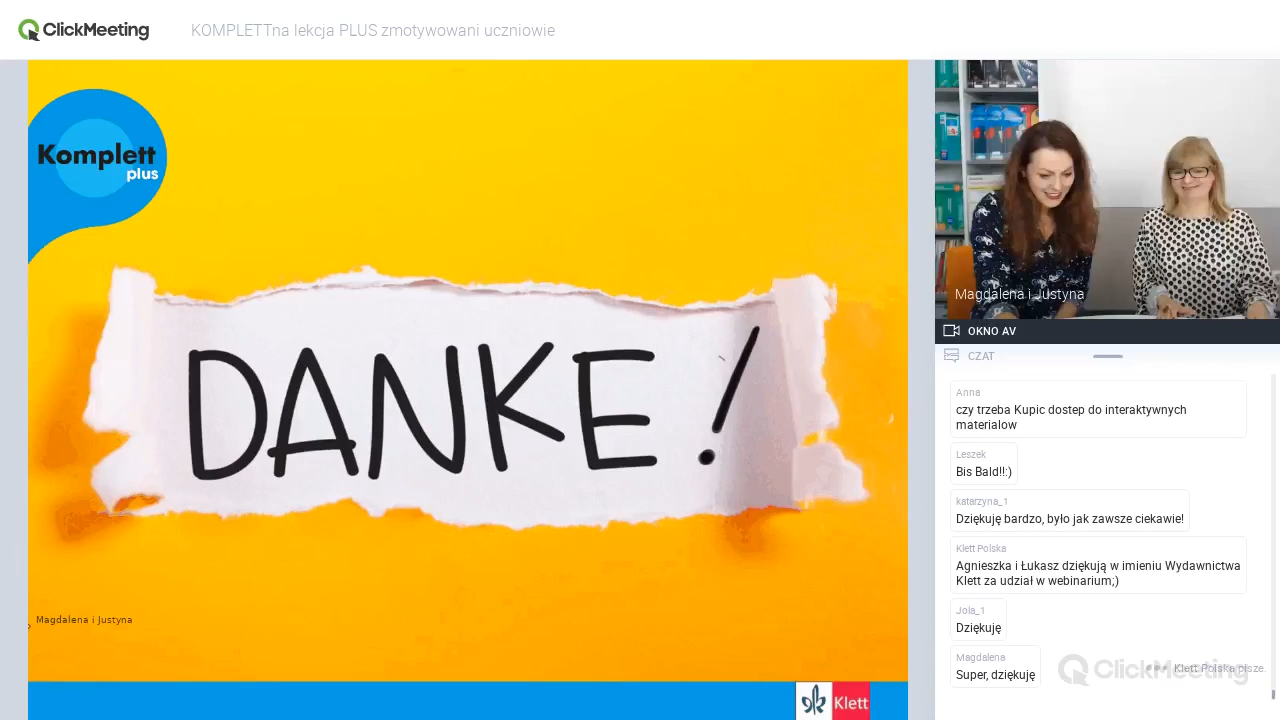 ClickMeeting
KOMPLETTna lekcja PLUS zmotywowani uczniowie
Komplett
plus
DANKE!
Magdalena i Justyna
Klett
Magdalena i Justyna
OKNO AV
CZAT
Anna
czy trzeba Kupic dostep do interaktywnych
materialow
Leszek
Bis Bald!!:)
katarzyna_1
Dziękuję bardzo, było jak zawsze ciekawie!
Klett Polska
Agnieszka i Łukasz dziękują w imieniu Wydawnictwa
Klett za udział w webinarium;)
Jola_1
Dziękuję
Magdalena
Super, dziękuję
ClickMeeting
Klett Polska pisze.